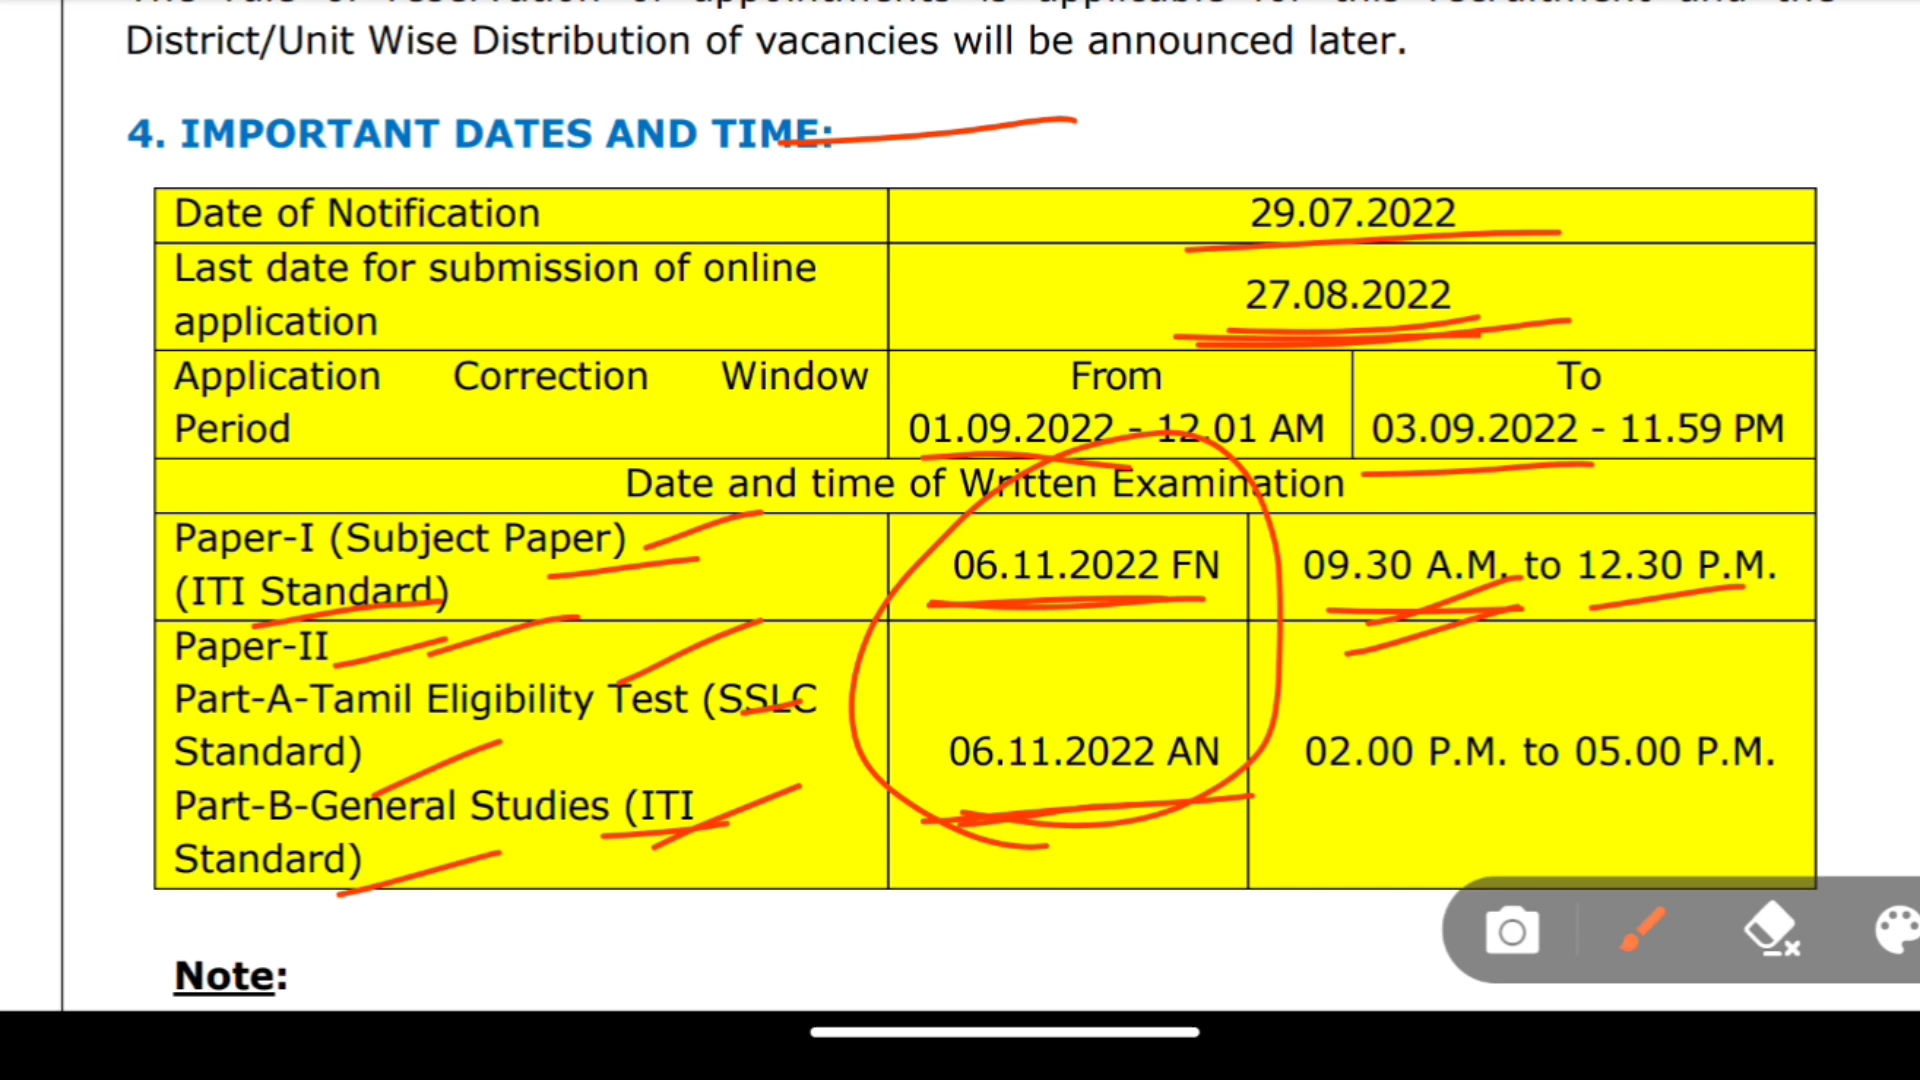 District/Unit Wise Distribution of vacancies will be announced later.
4. IMPORTANT DATES AND TIME:
Date of Notification 29.07.2022
Last date for submission of online
application 27.08.2022
Application Correction Window
Period
From
01.09.2022 - 12.01 AM
To
03.09.2022 - 11.59 PM
Date and time of Written Examination
Paper-I (Subject Paper)
(ITI Standard)
06.11.2022 FN
09.30 A.M. to 12.30 P.M.
Paper-II
Part-A-Tamil Eligibility Test (SSLC
Standard)
Part-B-General Studies (ITI
Standard)
06.11.2022 AN
02.00 P.M. to 05.00 P.M.
Note: